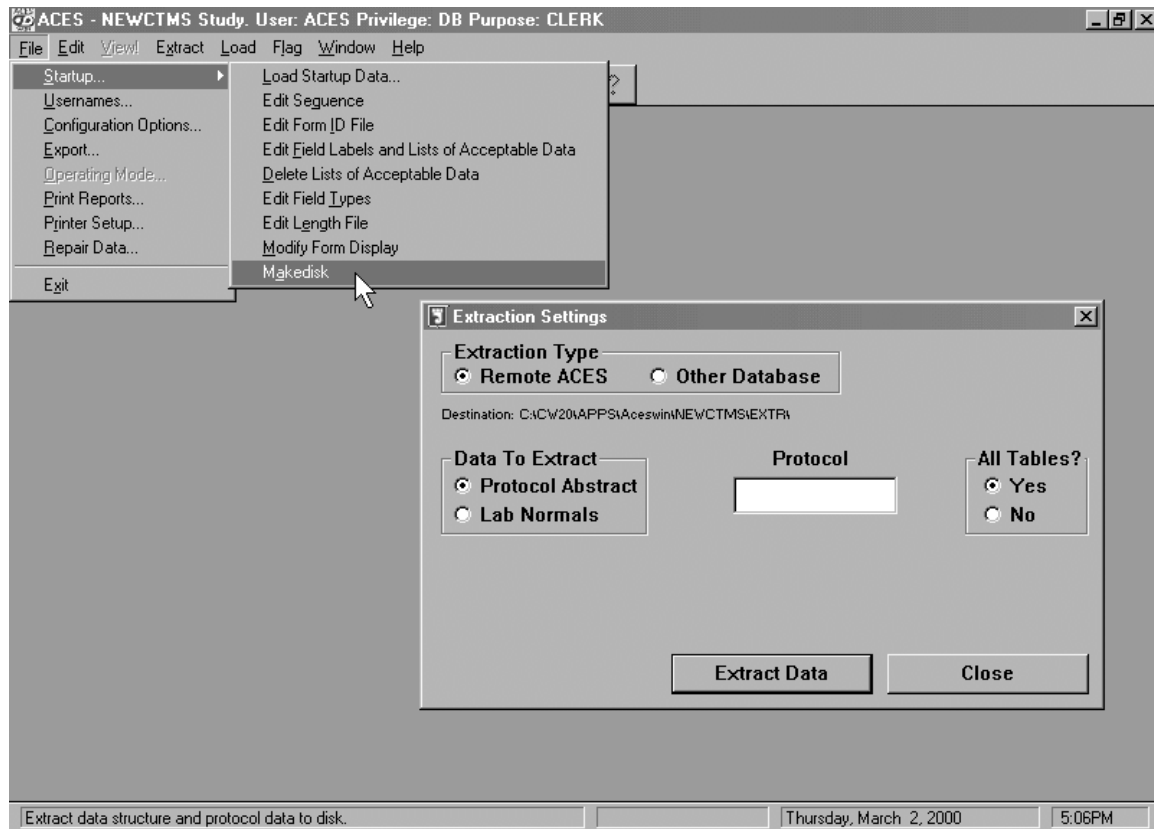 ACES - NEWCTMS Study. User: ACES Privilege: DB Purpose: CLERK
File Edit View! Extract Load Flag Window Help
Startup...
Usernames...
Configuration Options...
Export...
Operating Mode...
Print Reports...
Printer Setup...
Repair Data...
Exit
Load Startup Data...
Edit Sequence
Edit Form ID File
Edit Field Labels and Lists of Acceptable Data
Delete Lists of Acceptable Data
Edit Field Types
Edit Length File
Modify Form Display
Makedisk
?
Extraction Settings
Extraction Type
Remote ACES Other Database
Destination: C:\CW20\APPS\Aceswin\NEWCTMS\EXTR\
Data To Extract
Protocol Abstract
Lab Normals
Protocol
All Tables?
Yes
No
Extract Data Close
Extract data structure and protocol data to disk. Thursday, March 2, 2000 5:06PM